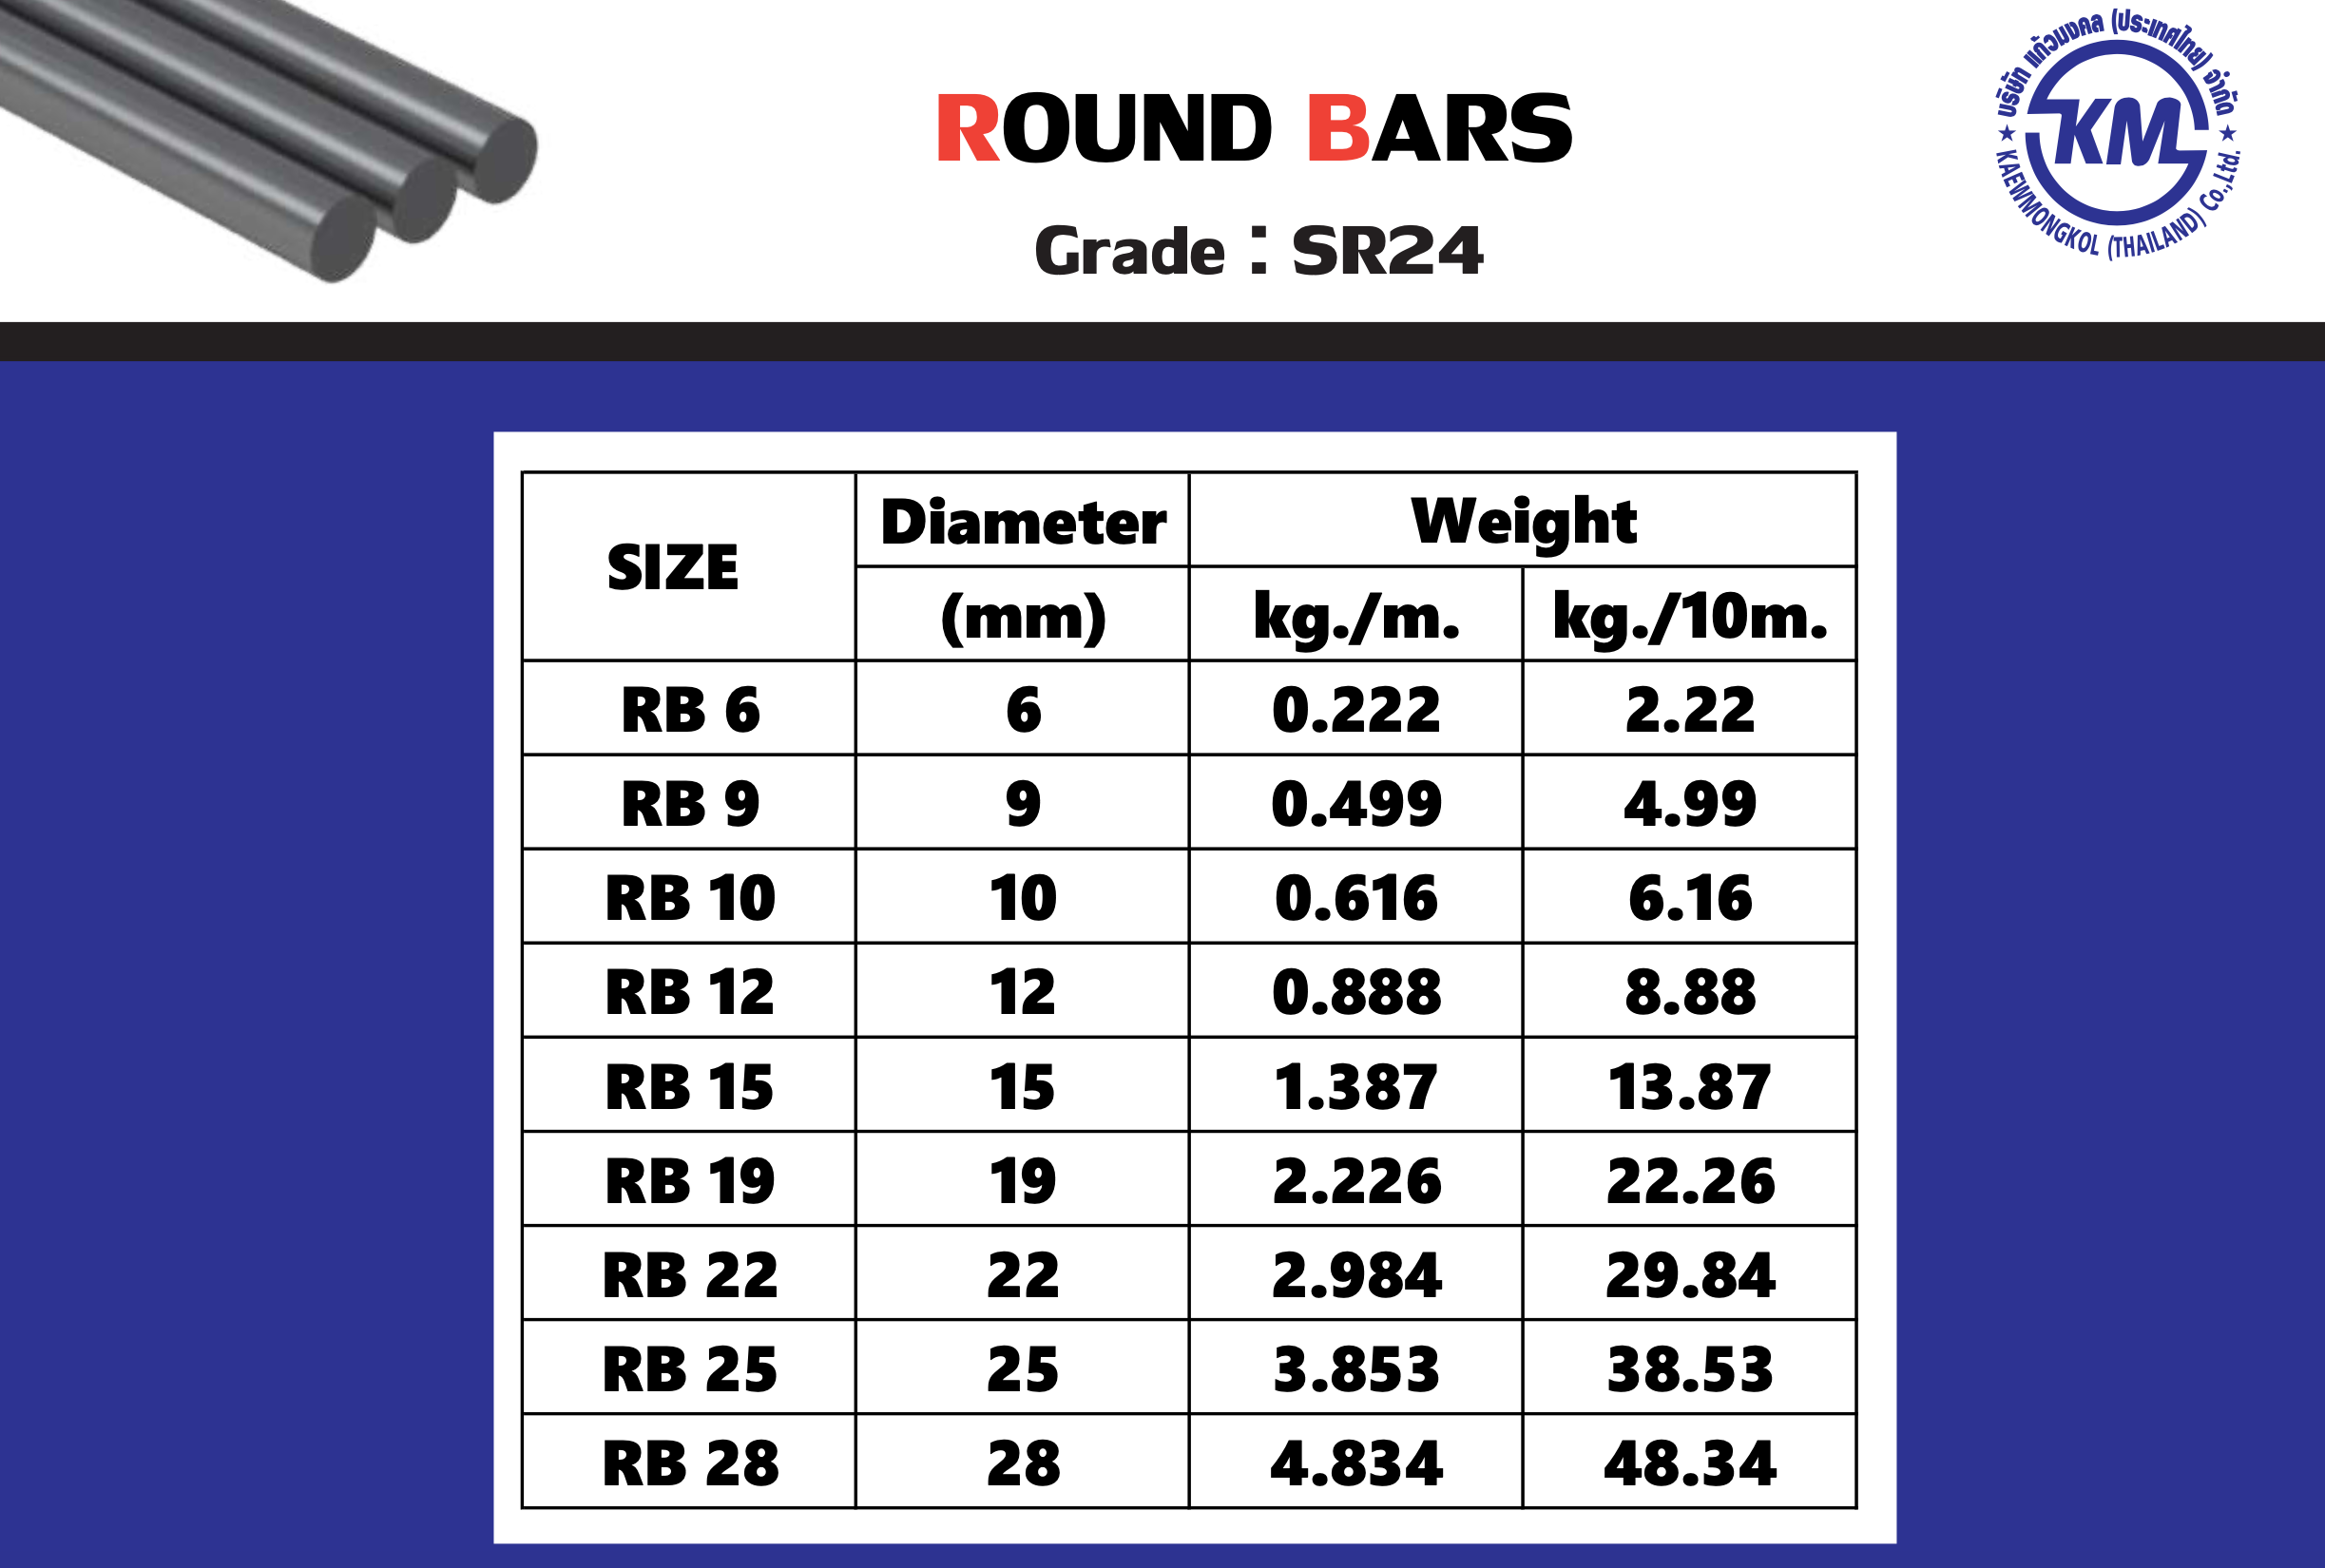 ROUND BARS
Grade : SR24
บริษัท แก้วมงคล (ประเทศไทย) จำกัด
KM
★ KAEWMONGKOL (THAILAND) Co.,Ltd. ★
SIZE Diameter Weight
(mm) kg./m. kg./10m.
RB 6 6 0.222 2.22
RB 9 9 0.499 4.99
RB 10 10 0.616 6.16
RB 12 12 0.888 8.88
RB 15 15 1.387 13.87
RB 19 19 2.226 22.26
RB 22 22 2.984 29.84
RB 25 25 3.853 38.53
RB 28 28 4.834 48.34